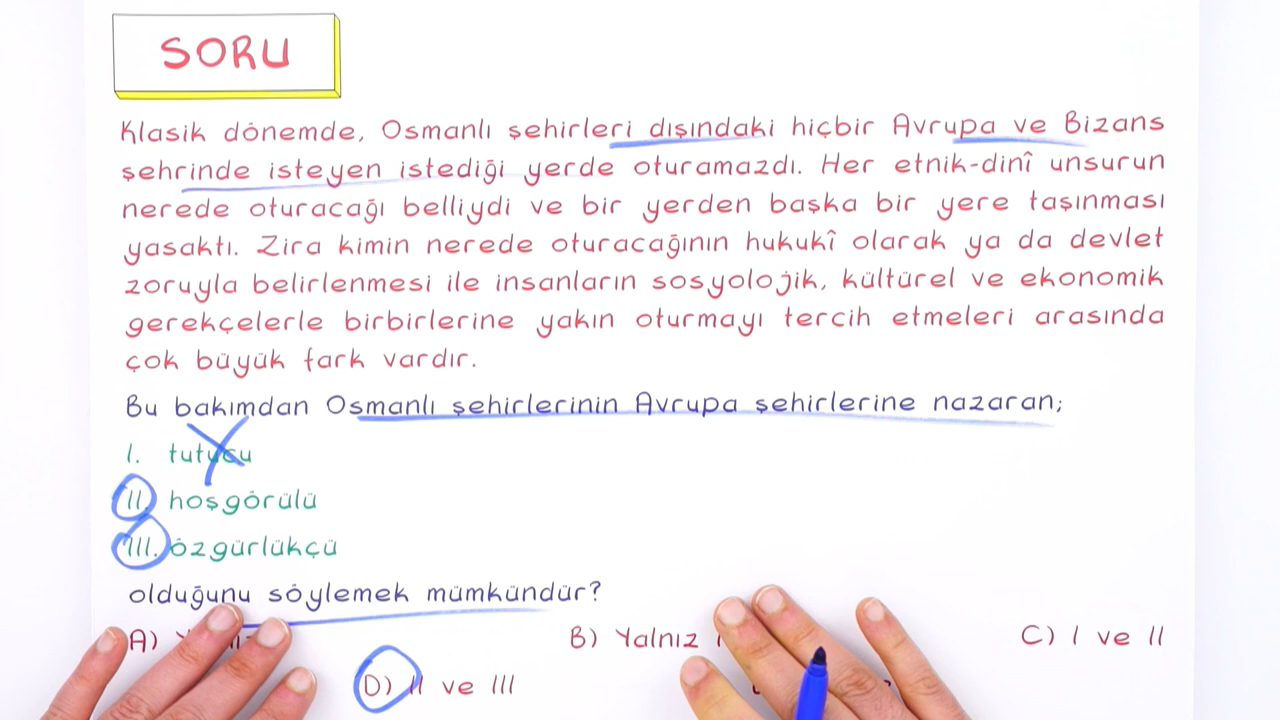 SORU
Klasik dönemde, Osmanlı şehirleri dışındaki hiçbir Avrupa ve Bizans
şehrinde isteyen istediği yerde oturamazdı. Her etnik-dinî unsurun
nerede oturacağı belliydi ve bir yerden başka bir yere taşınması
yasaktı. Zira kimin nerede oturacağının hukukî olarak ya da devlet
zoruyla belirlenmesi ile insanların sosyolojik, kültürel ve ekonomik
gerekçelerle birbirlerine yakın oturmayı tercih etmeleri arasında
çok büyük fark vardır.
Bu bakımdan Osmanlı şehirlerinin Avrupa şehirlerine nazaran;
I. tutucu
II. hoşgörülü
III. özgürlükçü
olduğunu söylemek mümkündür?
A) B) Yalnız C) I ve II
D) II ve III